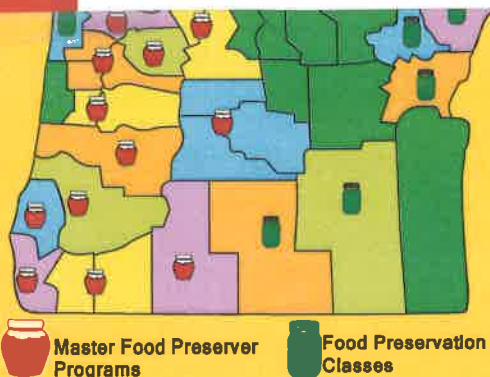 Master Food Preserver
Programs
Food Preservation
Classes